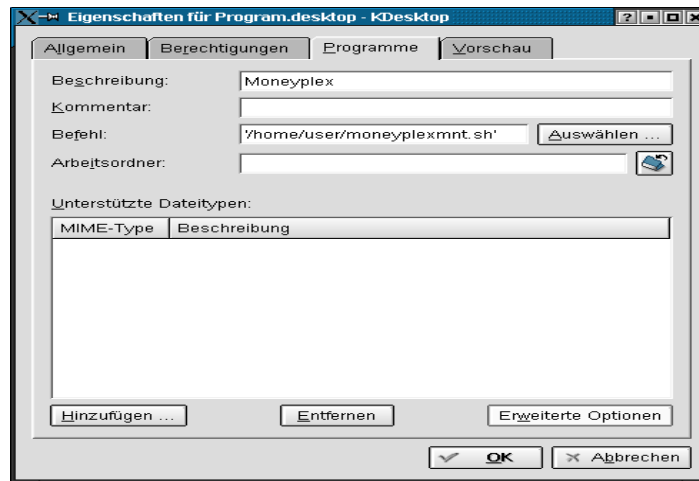 Eigenschaften für Program.desktop - KDesktop
Allgemein Berechtigungen Programme Vorschau
Beschreibung: Moneyplex
Kommentar:
Befehl: '/home/user/moneyplexmnt.sh' Auswählen ...
Arbeitsordner:
Unterstützte Dateitypen:
MIME-Type Beschreibung
Hinzufügen ... Entfernen Erweiterte Optionen
OK Abbrechen